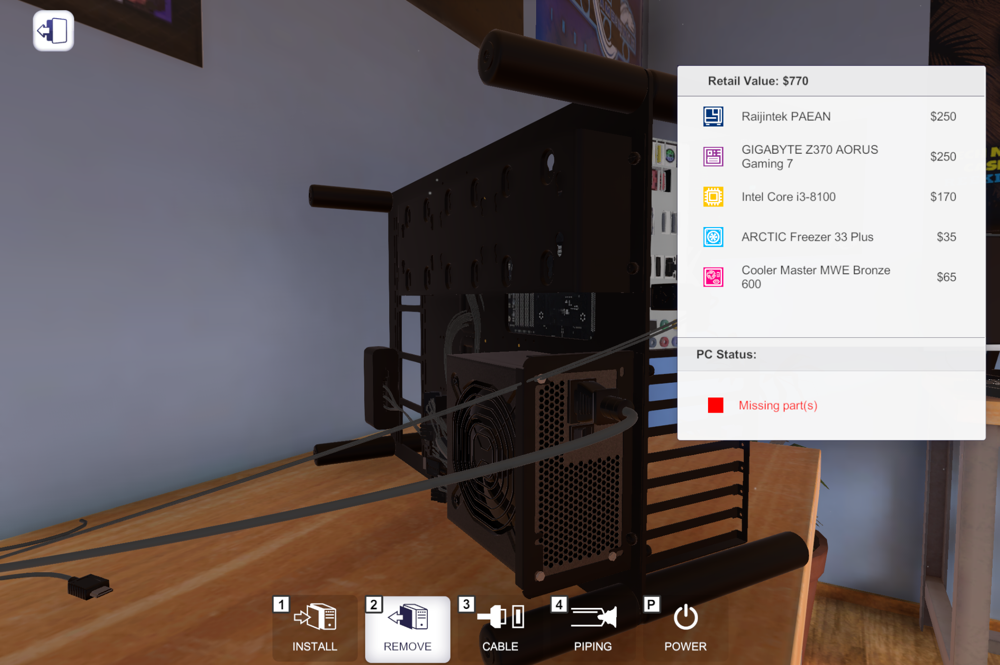 Retail Value: $770
Raijintek PAEAN $250
GIGABYTE Z370 AORUS
Gaming 7 $250
Intel Core i3-8100 $170
ARCTIC Freezer 33 Plus $35
Cooler Master MWE Bronze
600 $65
PC Status:
Missing part(s)
1 INSTALL
2 REMOVE
3 CABLE
4 PIPING
P POWER